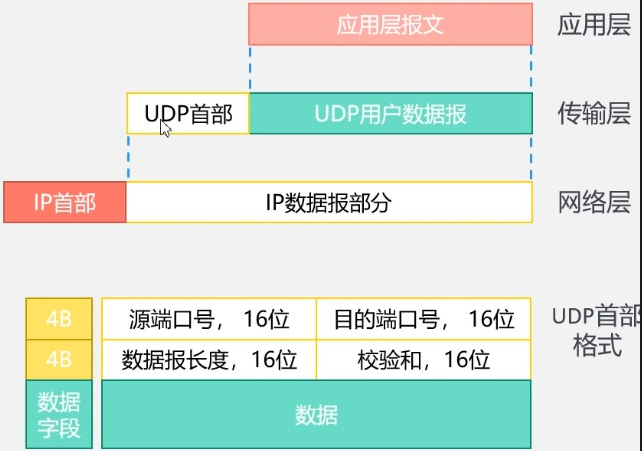 应用层报文 应用层
UDP首部 UDP用户数据报 传输层
IP首部 IP数据报部分 网络层
4B 源端口号， 16位 目的端口号， 16位 UDP首部
4B 数据报长度，16位 校验和，16位 格式
数据
字段
数据